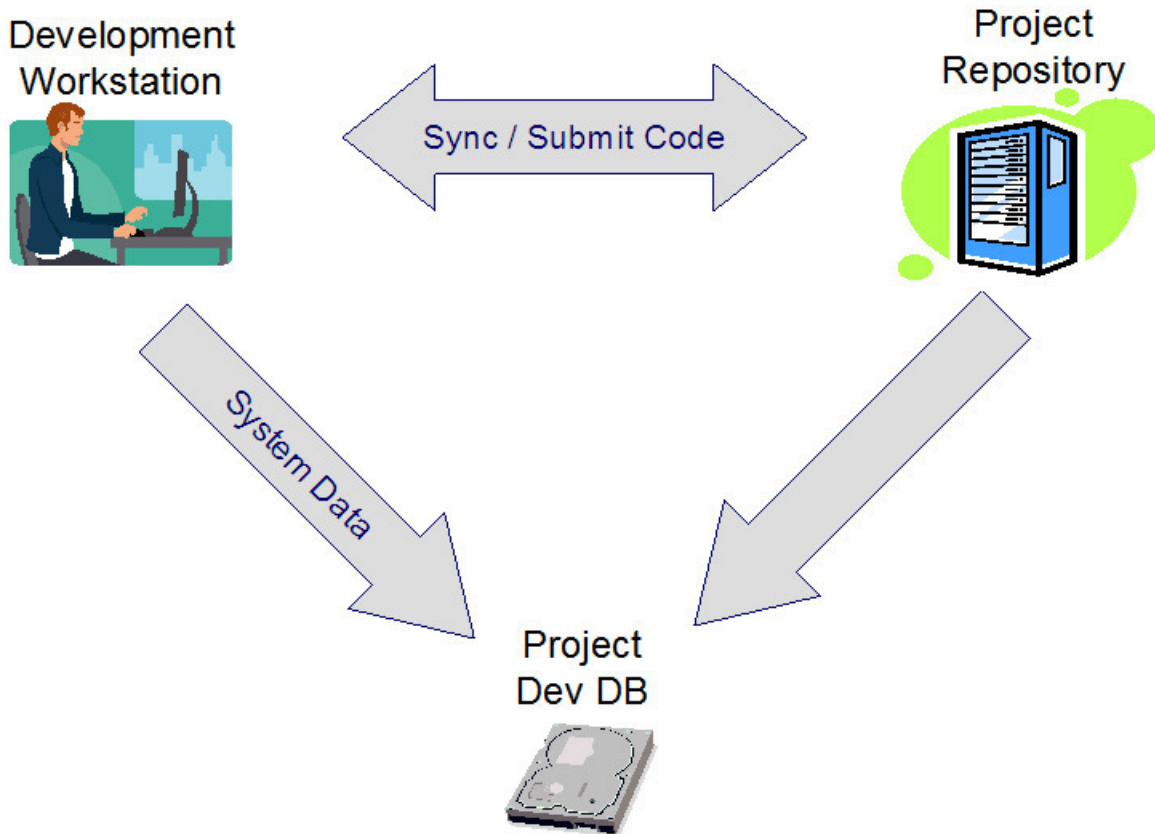 Development
Workstation
Project
Repository
Sync / Submit Code
System Data
Project
Dev DB